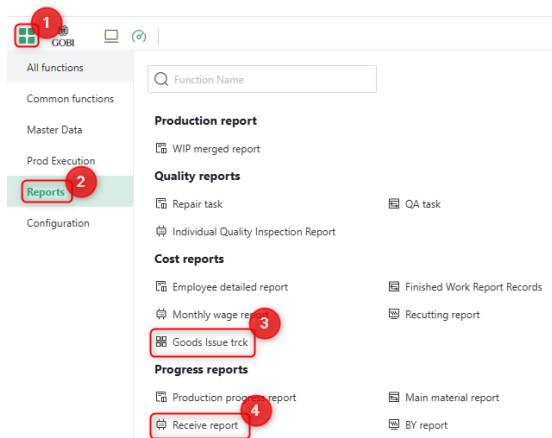 1
GOBI
All functions
Function Name
Common functions
Production report
Master Data
WIP merged report
Prod Execution
Quality reports
2
Reports
Repair task
QA task
Configuration
Individual Quality Inspection Report
Cost reports
Employee detailed report
Finished Work Report Records
Monthly wage report
Recutting report
3
Goods Issue trck
Progress reports
Production progress report
Main material report
4
Receive report
BY report